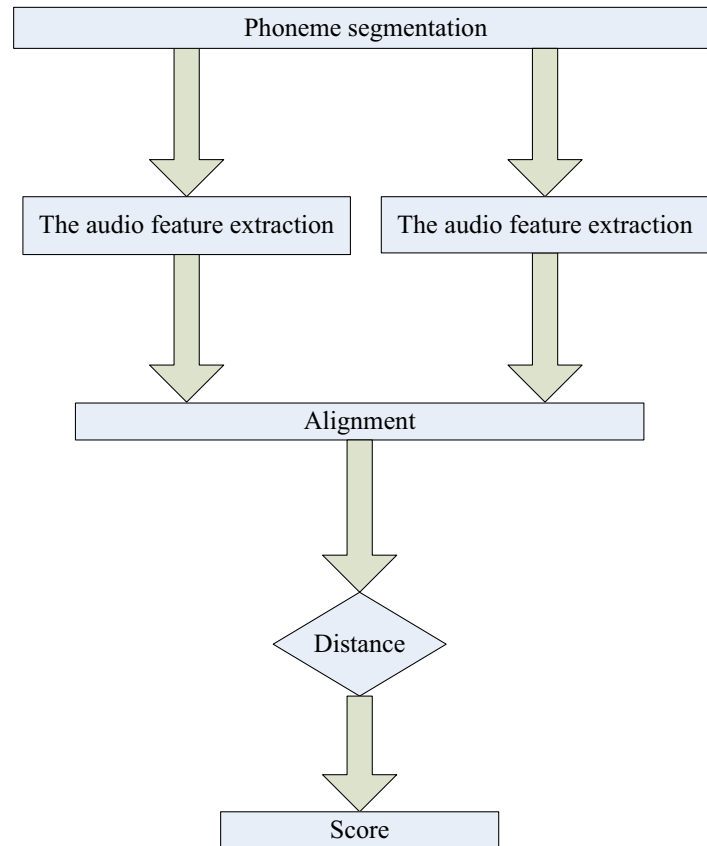 Phoneme segmentation
The audio feature extraction
The audio feature extraction
Alignment
Distance
Score